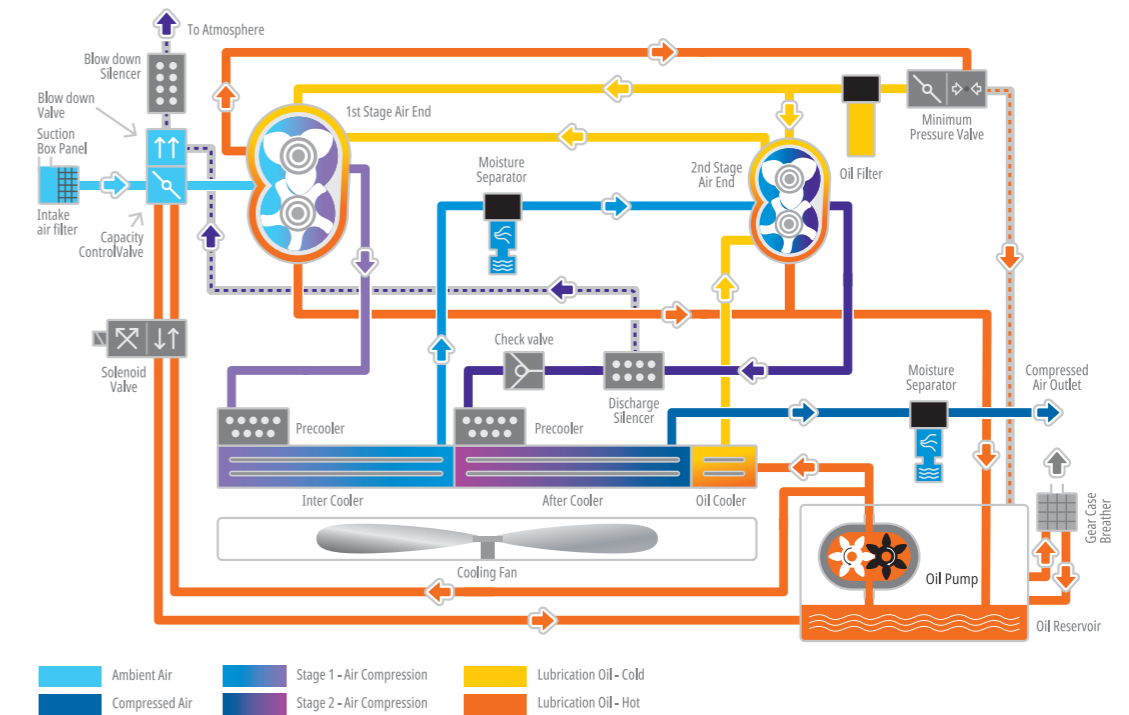 To Atmosphere
Blow down
Silencer
Blow down
Valve
Suction
Box Panel
Intake
air filter
Capacity
ControlValve
1st Stage Air End
Moisture
Separator
2nd Stage
Air End
Oil Filter
Minimum
Pressure Valve
Solenoid
Valve
Check valve
Discharge
Silencer
Precooler
Precooler
Inter Cooler
After Cooler
Oil Cooler
Moisture
Separator
Compressed
Air Outlet
Cooling Fan
Oil Pump
Gear Case
Breather
Oil Reservoir
Ambient Air
Stage 1 - Air Compression
Lubrication Oil - Cold
Compressed Air
Stage 2 - Air Compression
Lubrication Oil - Hot